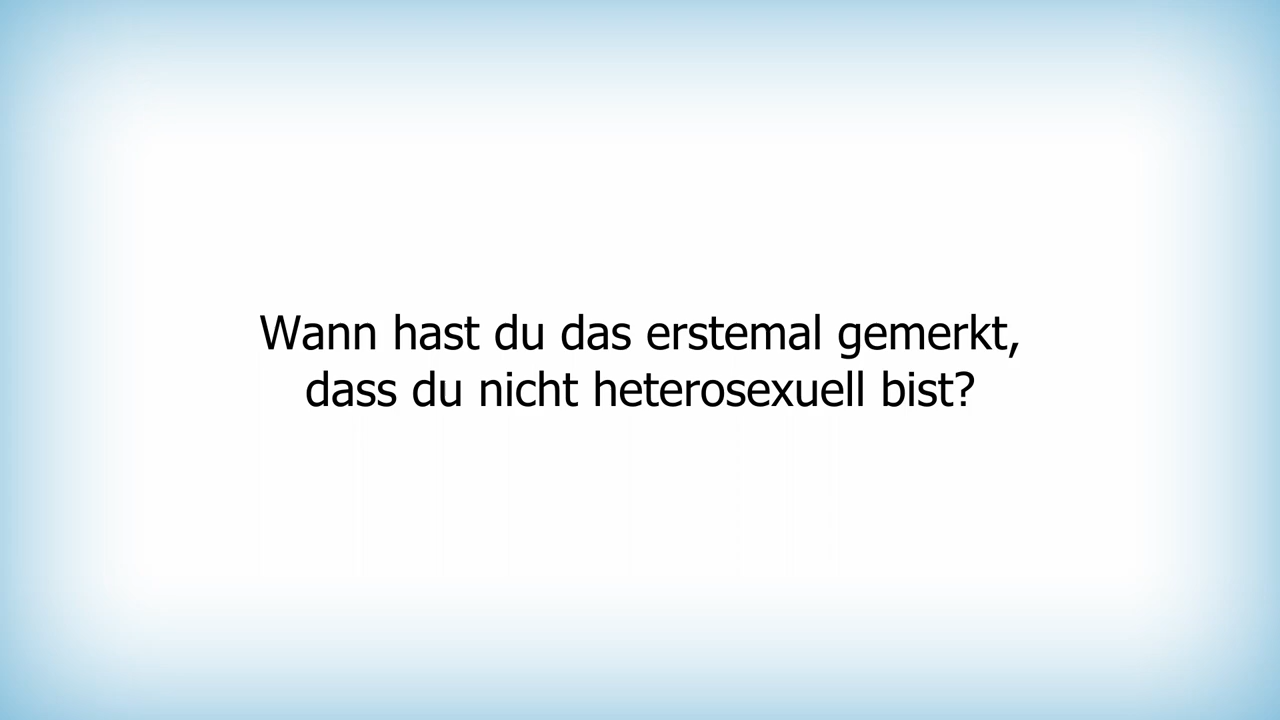 Wann hast du das erstemal gemerkt,
dass du nicht heterosexuell bist?